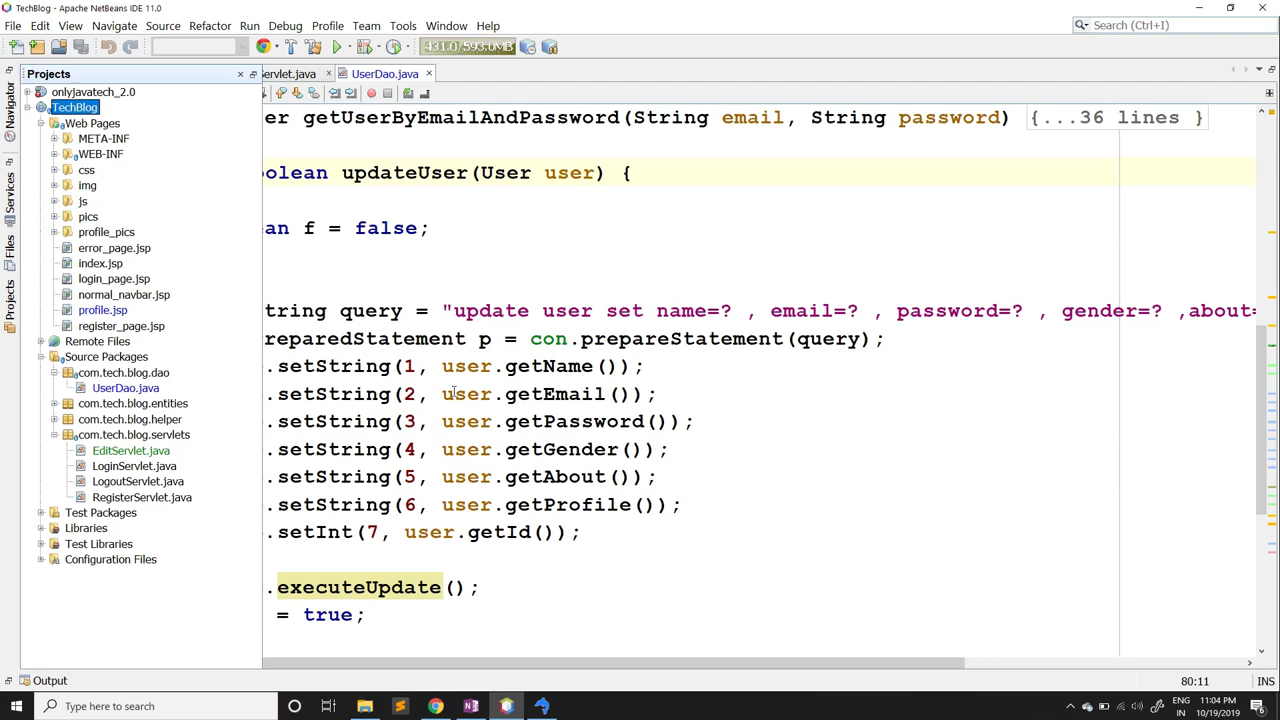 TechBlog - Apache NetBeans IDE 11.0
File Edit View Navigate Source Refactor Run Debug Profile Team Tools Window Help
Search (Ctrl+I)
431.0/593.0MB
Projects
Servlet.java
UserDao.java
Navigator
Services
Files
Projects
onlyjavatech_2.0
TechBlog
Web Pages
META-INF
WEB-INF
css
img
js
pics
profile_pics
error_page.jsp
index.jsp
login_page.jsp
normal_navbar.jsp
profile.jsp
register_page.jsp
Remote Files
Source Packages
com.tech.blog.dao
UserDao.java
com.tech.blog.entities
com.tech.blog.helper
com.tech.blog.servlets
EditServlet.java
LoginServlet.java
LogoutServlet.java
RegisterServlet.java
Test Packages
Libraries
Test Libraries
Configuration Files
er getUserByEmailAndPassword(String email, String password) {...36 lines }
olean updateUser(User user) {
an f = false;
tring query = "update user set name=? , email=? , password=? , gender=? ,about=
reparedStatement p = con.prepareStatement(query);
.setString(1, user.getName());
.setString(2, user.getEmail());
.setString(3, user.getPassword());
.setString(4, user.getGender());
.setString(5, user.getAbout());
.setString(6, user.getProfile());
.setInt(7, user.getId());
.executeUpdate();
= true;
Output
80:11
INS
Type here to search
ENG
IN
11:04 PM
10/19/2019
6